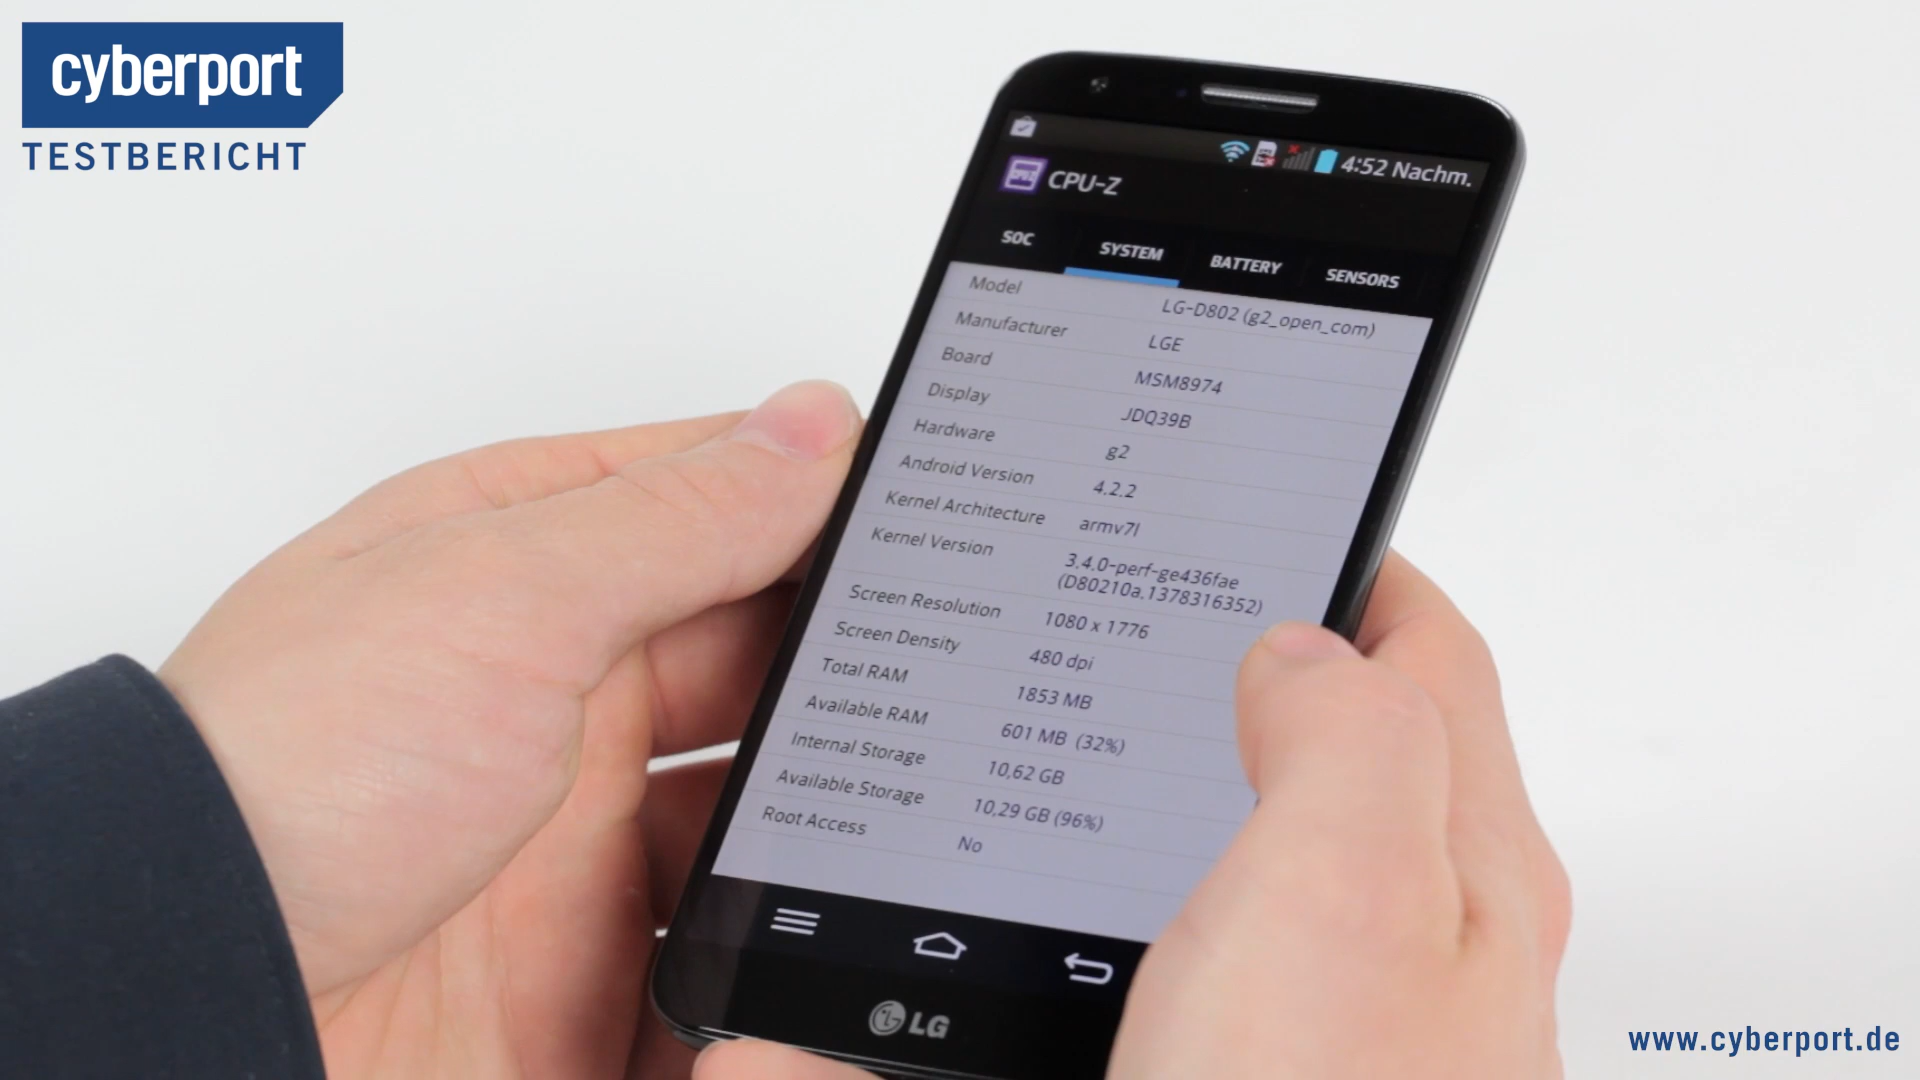 cyberport
TESTBERICHT
4:52 Nachm.
CPU-Z
SOC SYSTEM BATTERY SENSORS
Model LG-D802 (g2_open_com)
Manufacturer LGE
Board MSM8974
Display JDQ39B
Hardware g2
Android Version 4.2.2
Kernel Architecture armv7l
Kernel Version 3.4.0-perf-ge436fae
(D80210a.1378316352)
Screen Resolution 1080 x 1776
Screen Density 480 dpi
Total RAM 1853 MB
Available RAM 601 MB (32%)
Internal Storage 10,62 GB
Available Storage 10,29 GB (96%)
Root Access No
LG
www.cyberport.de